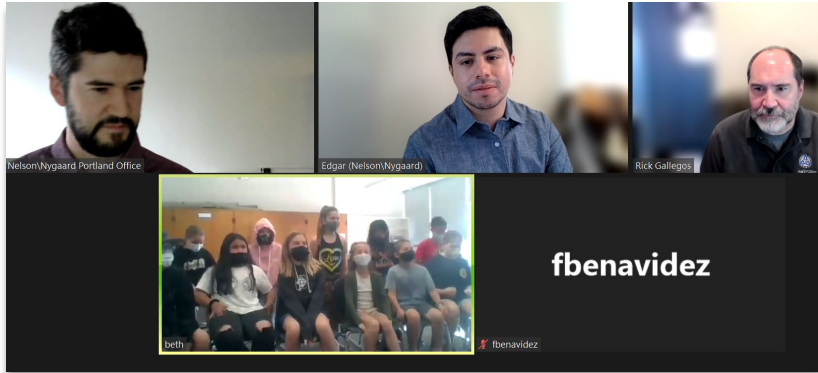 Nelson\Nygaard Portland Office
Edgar (Nelson\Nygaard)
Rick Gallegos
fbenavidez
beth
fbenavidez